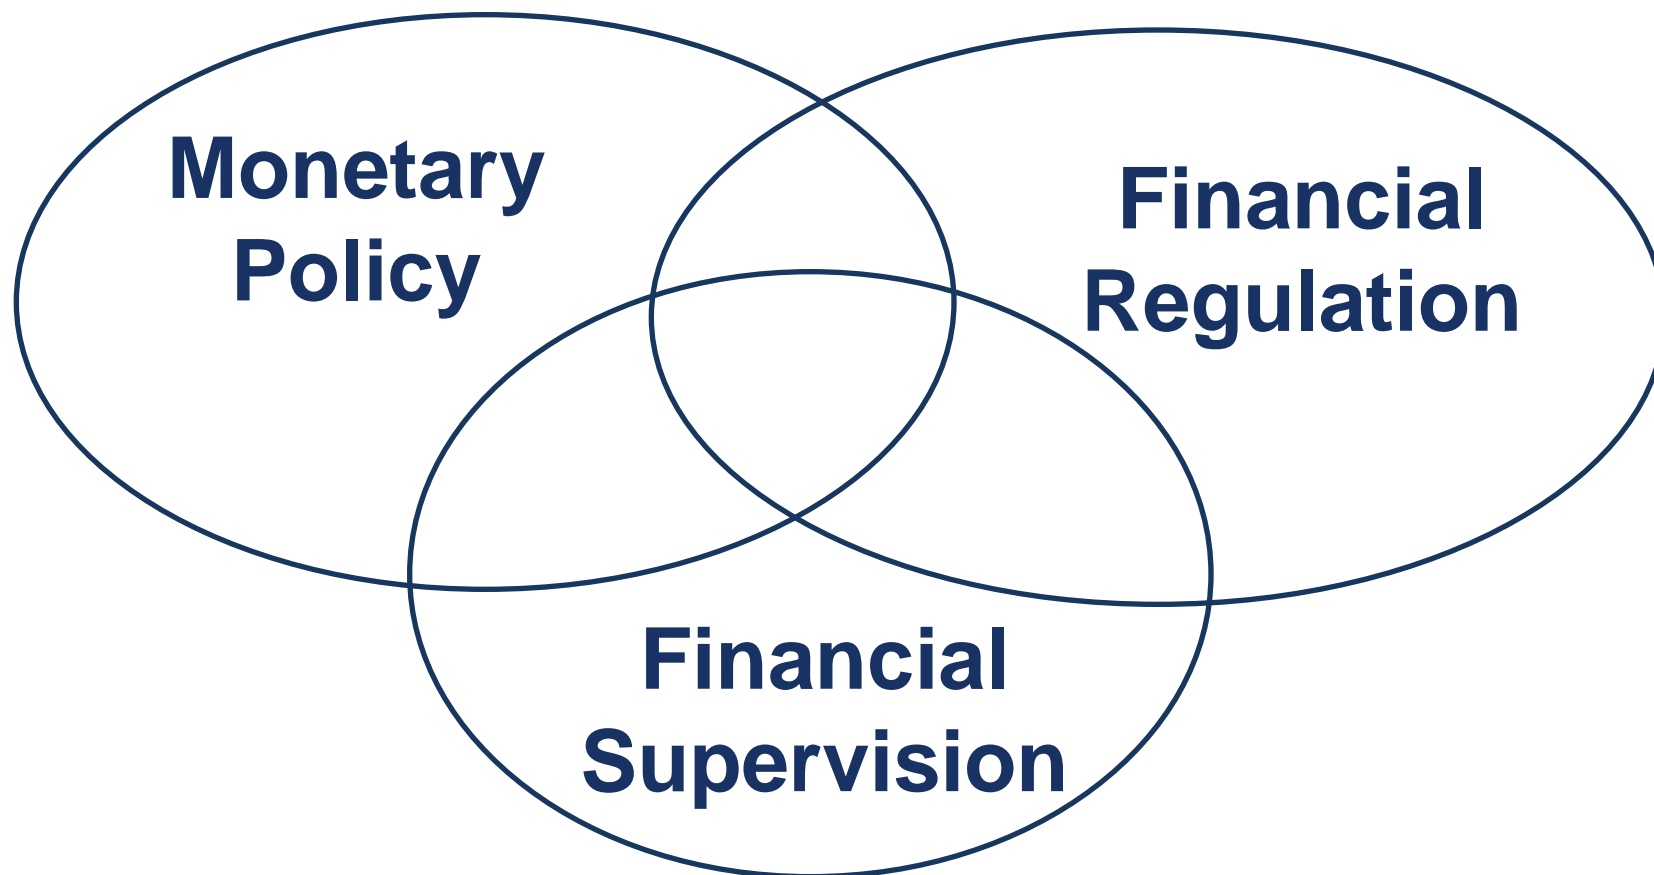 Monetary
Policy
Financial
Regulation
Financial
Supervision